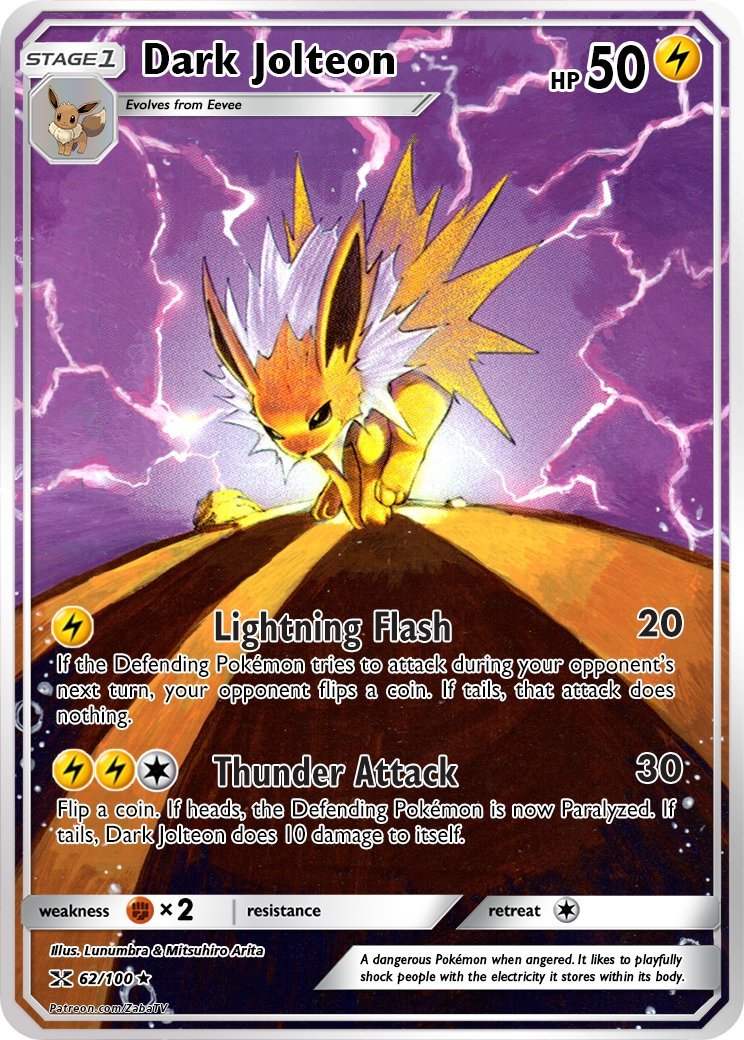 STAGE1 Dark Jolteon HP 50
Evolves from Eevee
Lightning Flash 20
If the Defending Pokémon tries to attack during your opponent's
next turn, your opponent flips a coin. If tails, that attack does
nothing.
Thunder Attack 30
Flip a coin. If heads, the Defending Pokémon is now Paralyzed. If
tails, Dark Jolteon does 10 damage to itself.
weakness ×2 resistance retreat
Illus. Lunumbra & Mitsuhiro Arita
62/100 ★
A dangerous Pokémon when angered. It likes to playfully
shock people with the electricity it stores within its body.
Patreon.com/ZabaTV